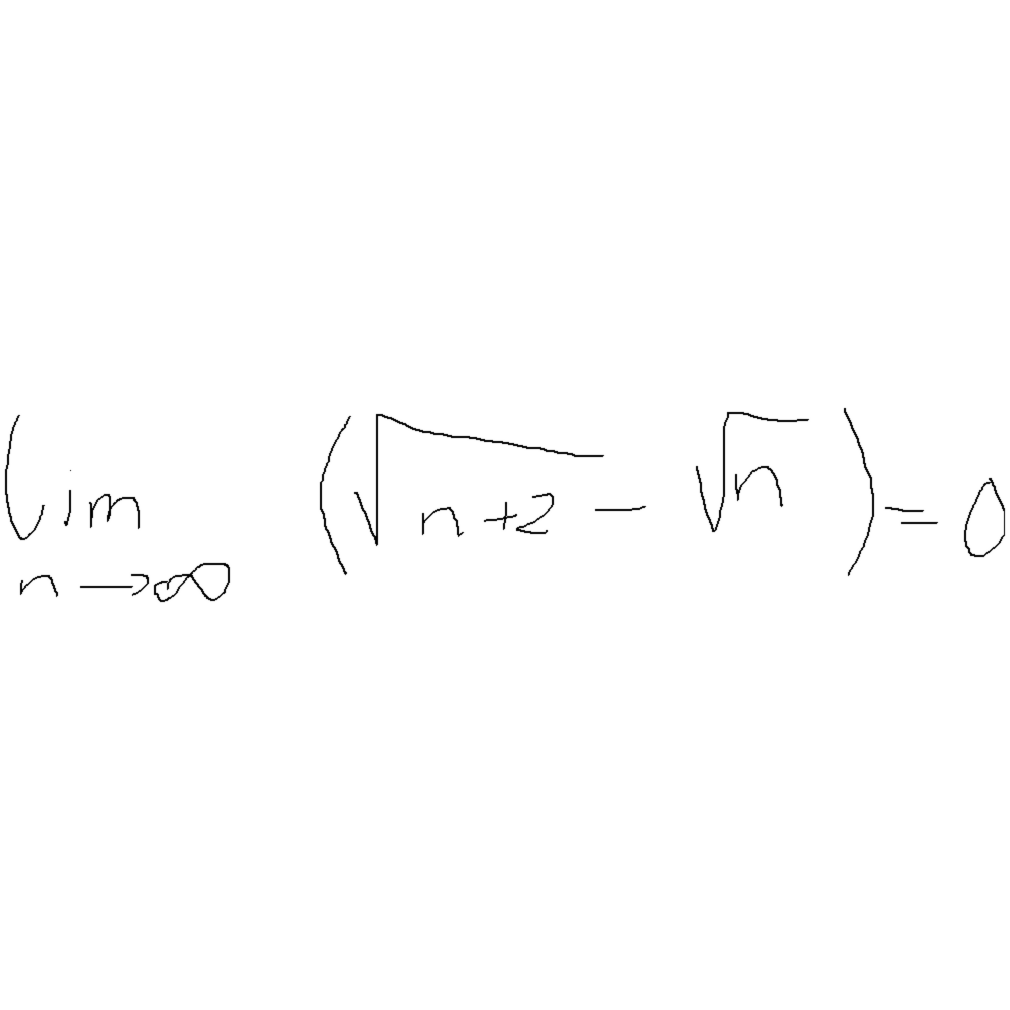 lim (√(n+2) − √n) = 0
n→∞